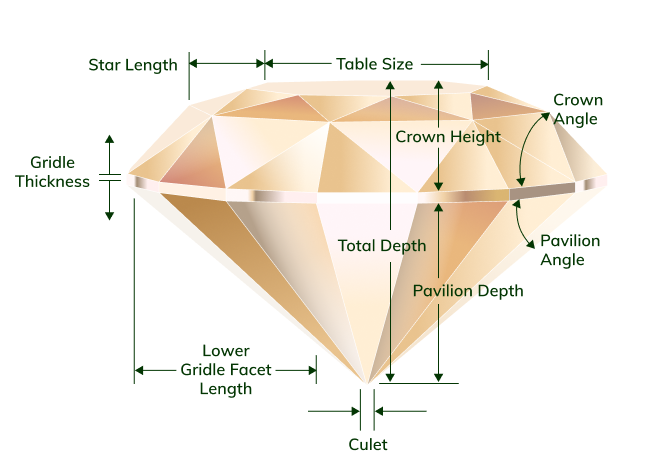 Star Length
Table Size
Crown
Angle
Crown Height
Gridle
Thickness
Total Depth
Pavilion
Angle
Pavilion Depth
Lower
Gridle Facet
Length
Culet